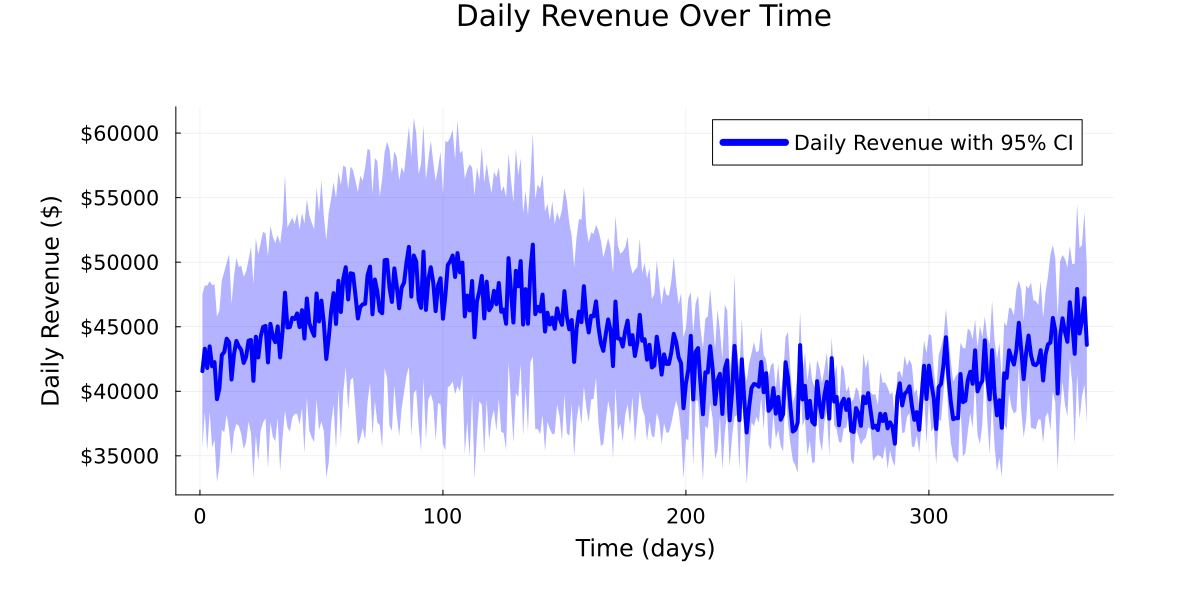 Daily Revenue Over Time
Daily Revenue with 95% CI
Daily Revenue ($)
$60000
$55000
$50000
$45000
$40000
$35000
0 100 200 300
Time (days)